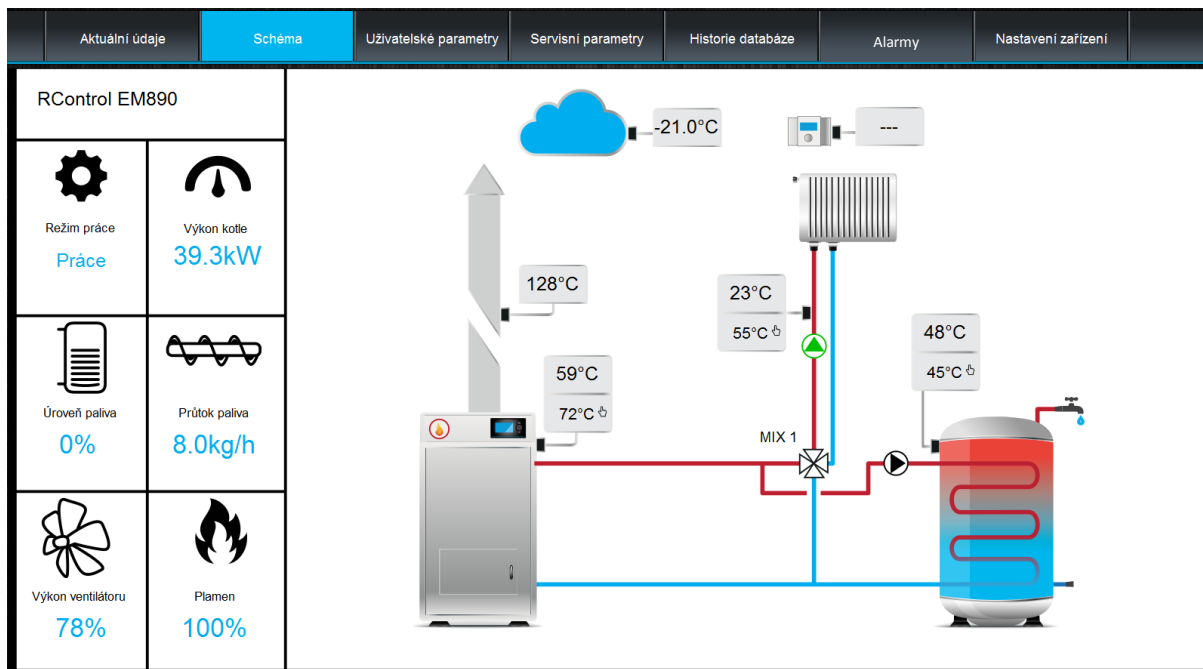 Aktuální údaje
Schéma
Uživatelské parametry
Servisní parametry
Historie databáze
Alarmy
Nastavení zařízení
RControl EM890
Režim práce
Práce
Výkon kotle
39.3kW
Úroveň paliva
0%
Průtok paliva
8.0kg/h
Výkon ventilátoru
78%
Plamen
100%
-21.0°C
---
128°C
23°C
55°C
59°C
72°C
48°C
45°C
MIX 1